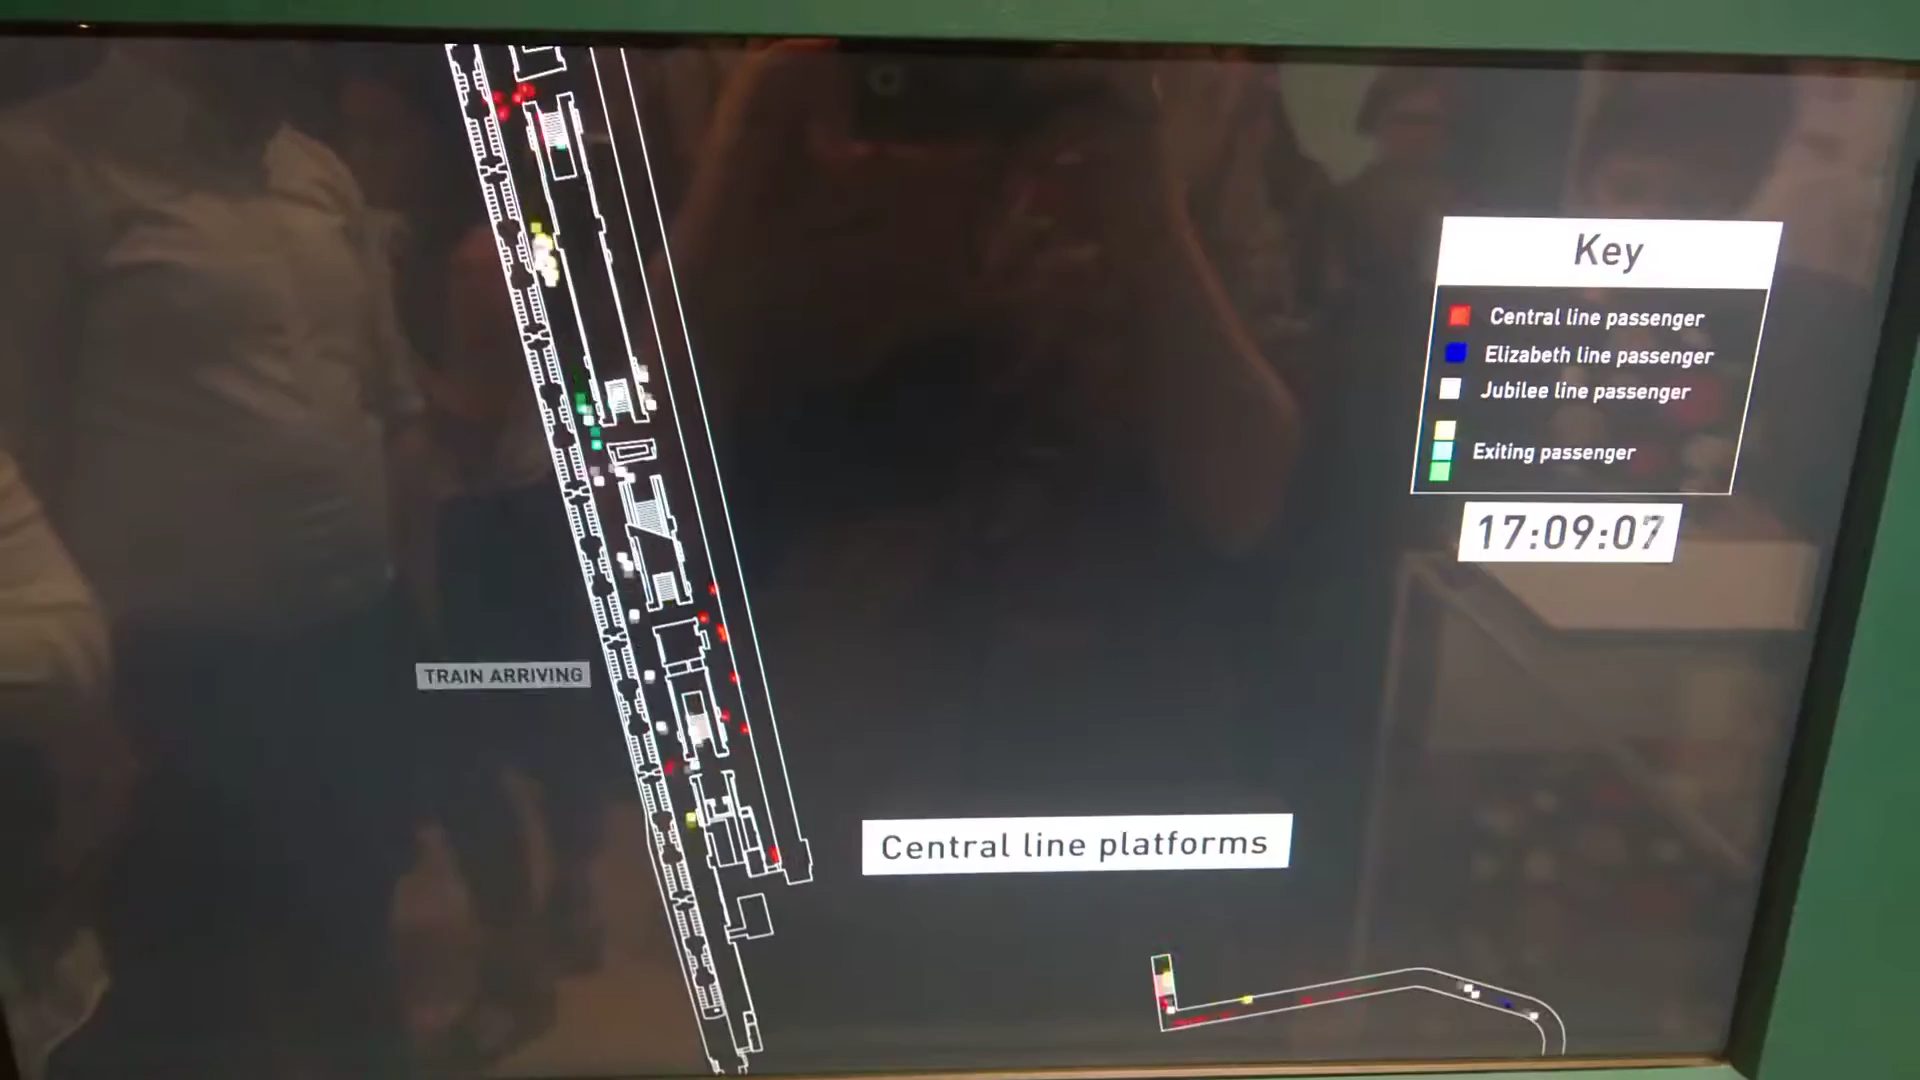 Key
Central line passenger
Elizabeth line passenger
Jubilee line passenger
Exiting passenger
17:09:07
TRAIN ARRIVING
Central line platforms